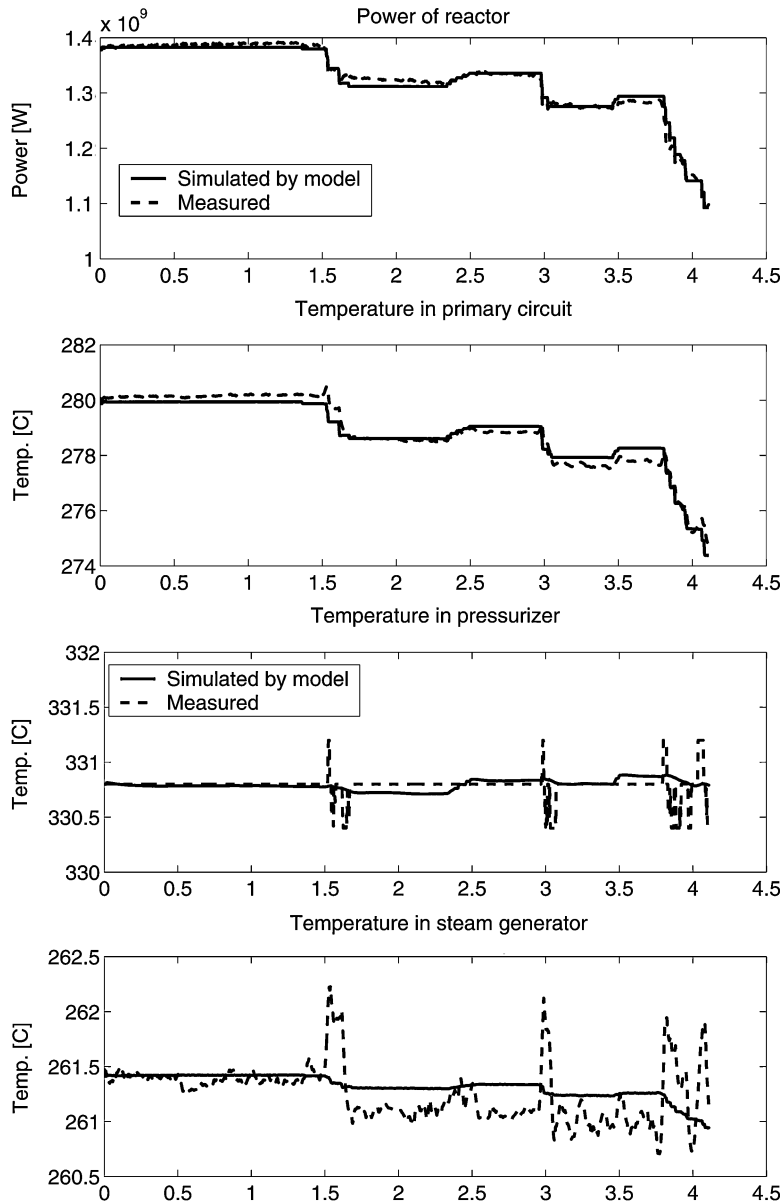 Power of reactor
x 10^9
1.4
1.3
1.2
1.1
1
Power [W]
Simulated by model
Measured
0 0.5 1 1.5 2 2.5 3 3.5 4 4.5
Temperature in primary circuit
282
280
278
276
274
Temp. [C]
0 0.5 1 1.5 2 2.5 3 3.5 4 4.5
Temperature in pressurizer
332
331.5
331
330.5
330
Temp. [C]
Simulated by model
Measured
0 0.5 1 1.5 2 2.5 3 3.5 4 4.5
Temperature in steam generator
262.5
262
261.5
261
260.5
Temp. [C]
0 0.5 1 1.5 2 2.5 3 3.5 4 4.5